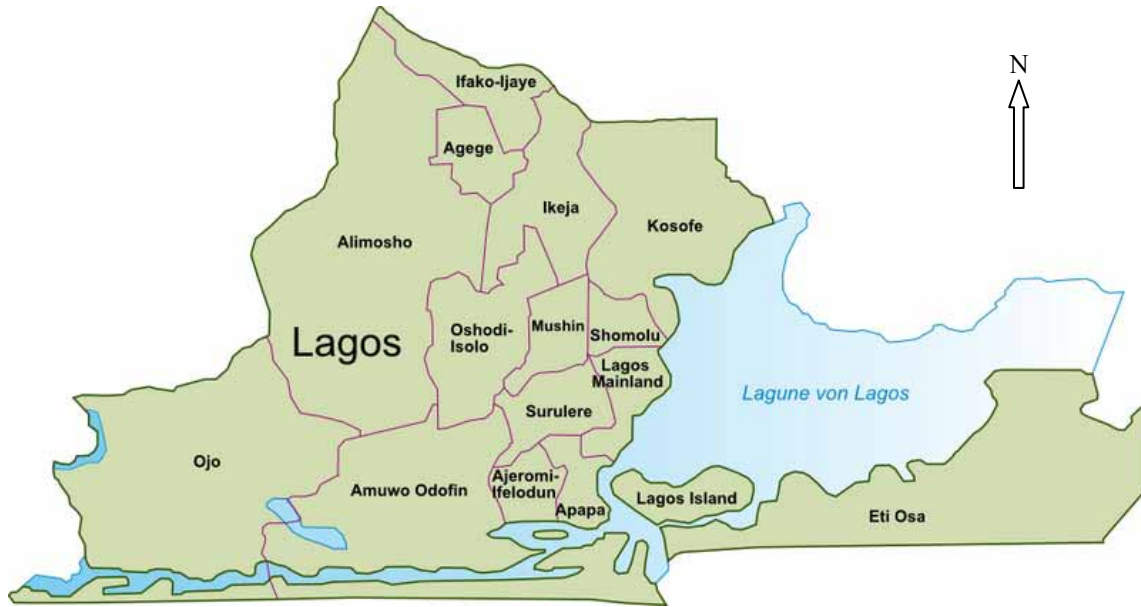 N
Ifako-Ijaye
Agege
Ikeja
Kosofe
Alimosho
Oshodi-
Isolo
Mushin
Shomolu
Lagos
Lagos
Mainland
Lagune von Lagos
Surulere
Ojo
Amuwo Odofin
Ajeromi-
Ifelodun
Apapa
Lagos Island
Eti Osa